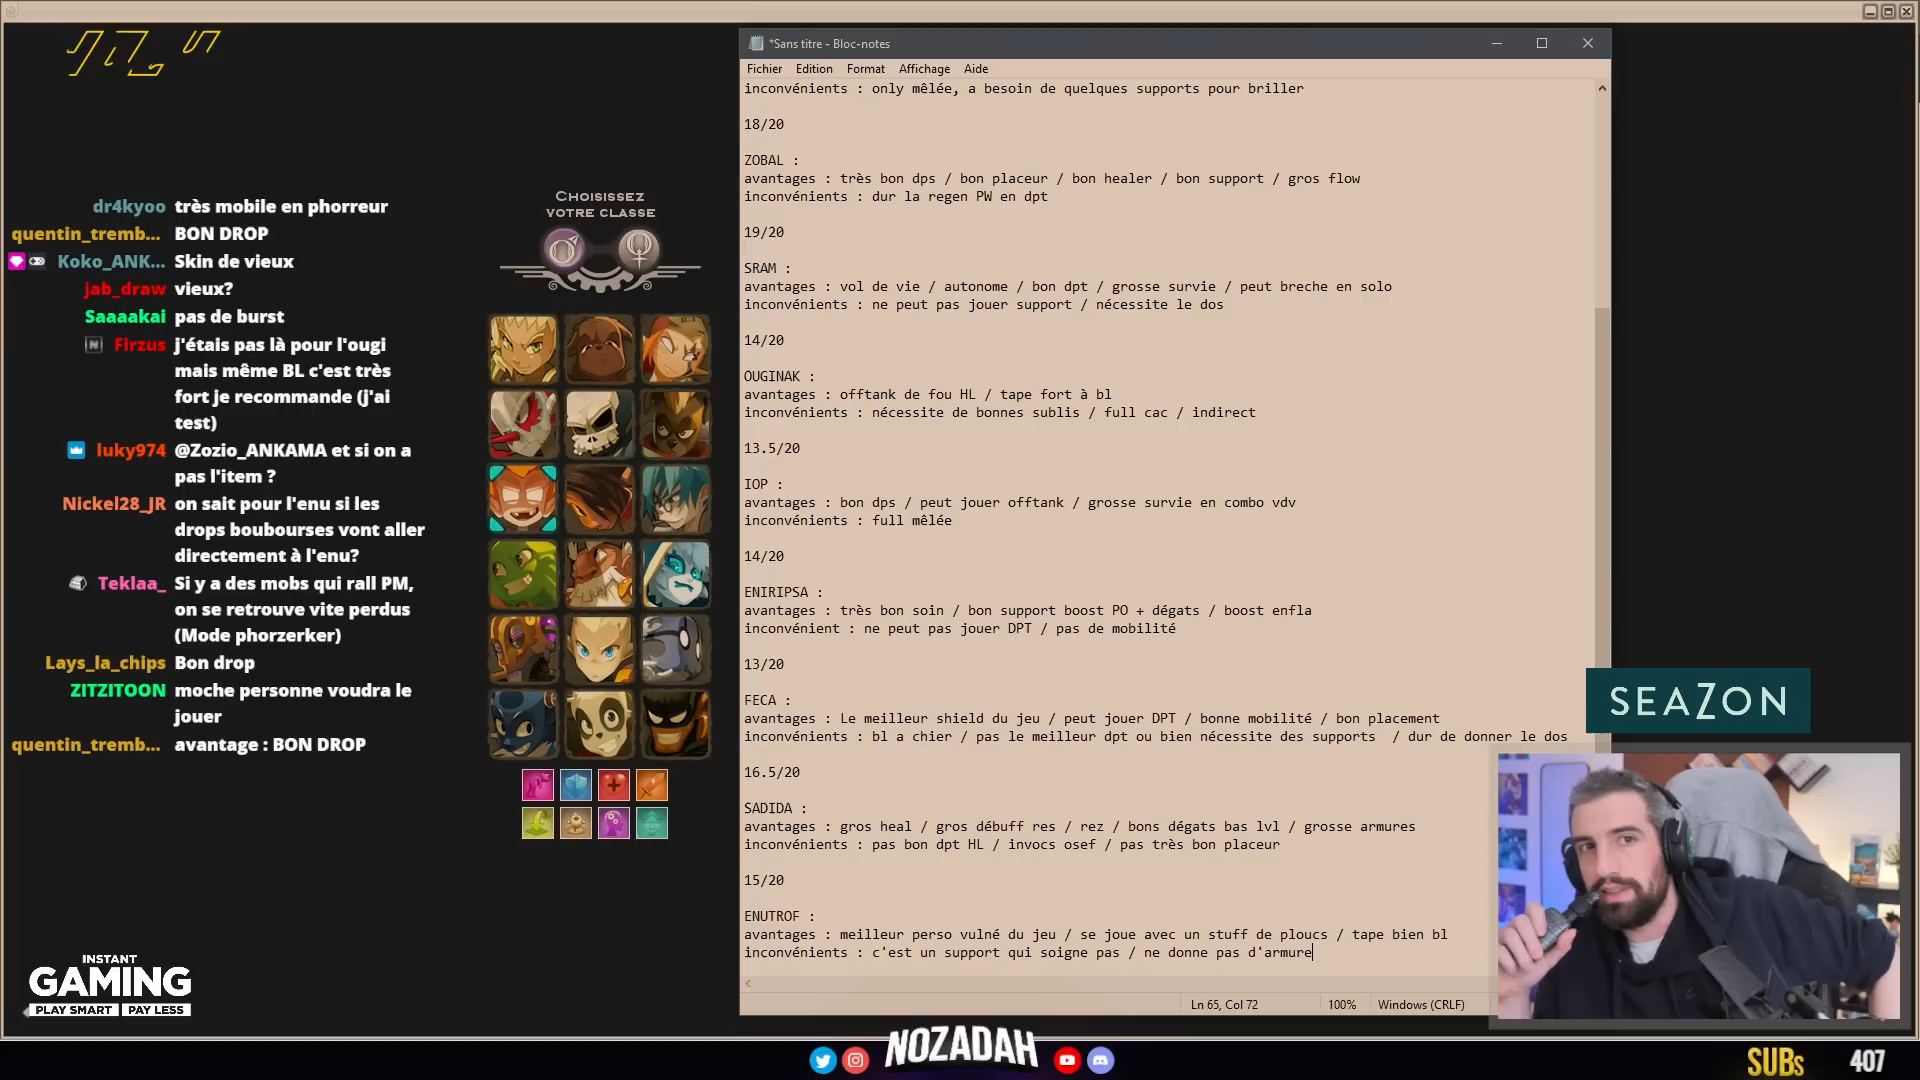 *Sans titre - Bloc-notes
Fichier Edition Format Affichage Aide
inconvénients : only mêlée, a besoin de quelques supports pour briller
18/20
ZOBAL :
avantages : très bon dps / bon placeur / bon healer / bon support / gros flow
inconvénients : dur la regen PW en dpt
19/20
SRAM :
avantages : vol de vie / autonome / bon dpt / grosse survie / peut breche en solo
inconvénients : ne peut pas jouer support / nécessite le dos
14/20
OUGINAK :
avantages : offtank de fou HL / tape fort à bl
inconvénients : nécessite de bonnes sublis / full cac / indirect
13.5/20
IOP :
avantages : bon dps / peut jouer offtank / grosse survie en combo vdv
inconvénients : full mêlée
14/20
ENIRIPSA :
avantages : très bon soin / bon support boost PO + dégats / boost enfla
inconvénient : ne peut pas jouer DPT / pas de mobilité
13/20
FECA :
avantages : Le meilleur shield du jeu / peut jouer DPT / bonne mobilité / bon placement
inconvénients : bl a chier / pas le meilleur dpt ou bien nécessite des supports / dur de donner le dos
16.5/20
SADIDA :
avantages : gros heal / gros débuff res / rez / bons dégats bas lvl / grosse armures
inconvénients : pas bon dpt HL / invocs osef / pas très bon placeur
15/20
ENUTROF :
avantages : meilleur perso vulné du jeu / se joue avec un stuff de ploucs / tape bien bl
inconvénients : c'est un support qui soigne pas / ne donne pas d'armure
Ln 65, Col 72 100% Windows (CRLF)
dr4kyoo très mobile en phorreur
quentin_tremb... BON DROP
Koko_ANK... Skin de vieux
jab_draw vieux?
Saaaakai pas de burst
Firzus j'étais pas là pour l'ougi
mais même BL c'est très
fort je recommande (j'ai
test)
luky974 @Zozio_ANKAMA et si on a
pas l'item ?
Nickel28_JR on sait pour l'enu si les
drops boubourses vont aller
directement à l'enu?
Teklaa_ Si y a des mobs qui rall PM,
on se retrouve vite perdus
(Mode phorzerker)
Lays_la_chips Bon drop
ZITZITOON moche personne voudra le
jouer
quentin_tremb... avantage : BON DROP
CHOISISSEZ
VOTRE CLASSE
INSTANT
GAMING
PLAY SMART PAY LESS
SEAZON
NOZADAH
SUBs 407